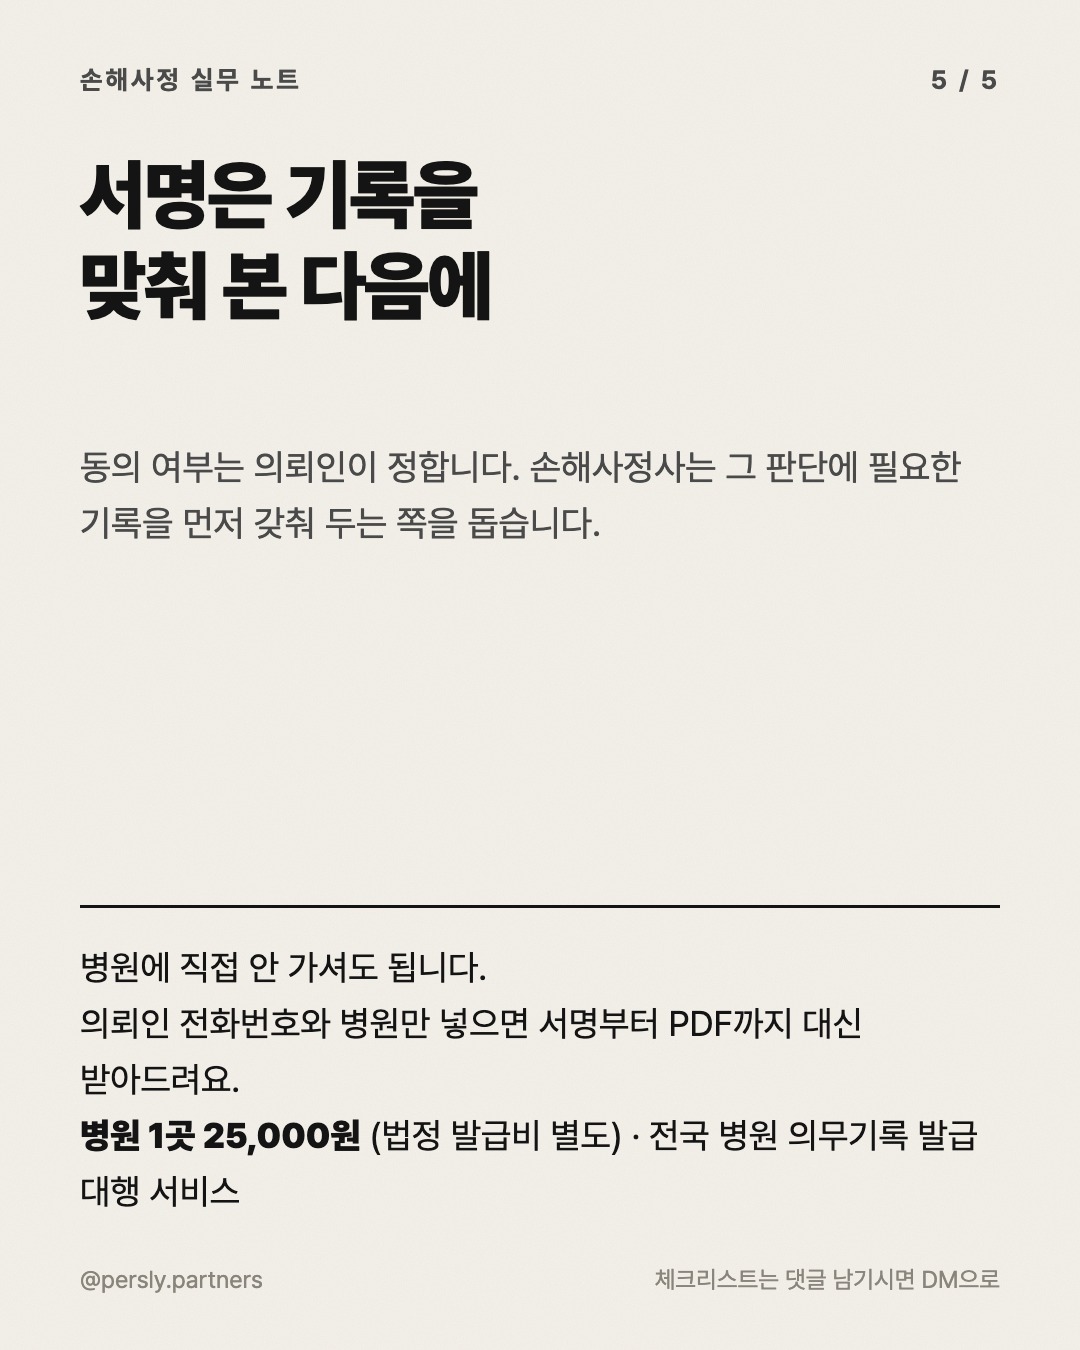 손해사정 실무 노트
5 / 5
서명은 기록을
맞춰 본 다음에
동의 여부는 의뢰인이 정합니다. 손해사정사는 그 판단에 필요한
기록을 먼저 갖춰 두는 쪽을 돕습니다.
병원에 직접 안 가셔도 됩니다.
의뢰인 전화번호와 병원만 넣으면 서명부터 PDF까지 대신
받아드려요.
병원 1곳 25,000원 (법정 발급비 별도) · 전국 병원 의무기록 발급
대행 서비스
@persly.partners
체크리스트는 댓글 남기시면 DM으로